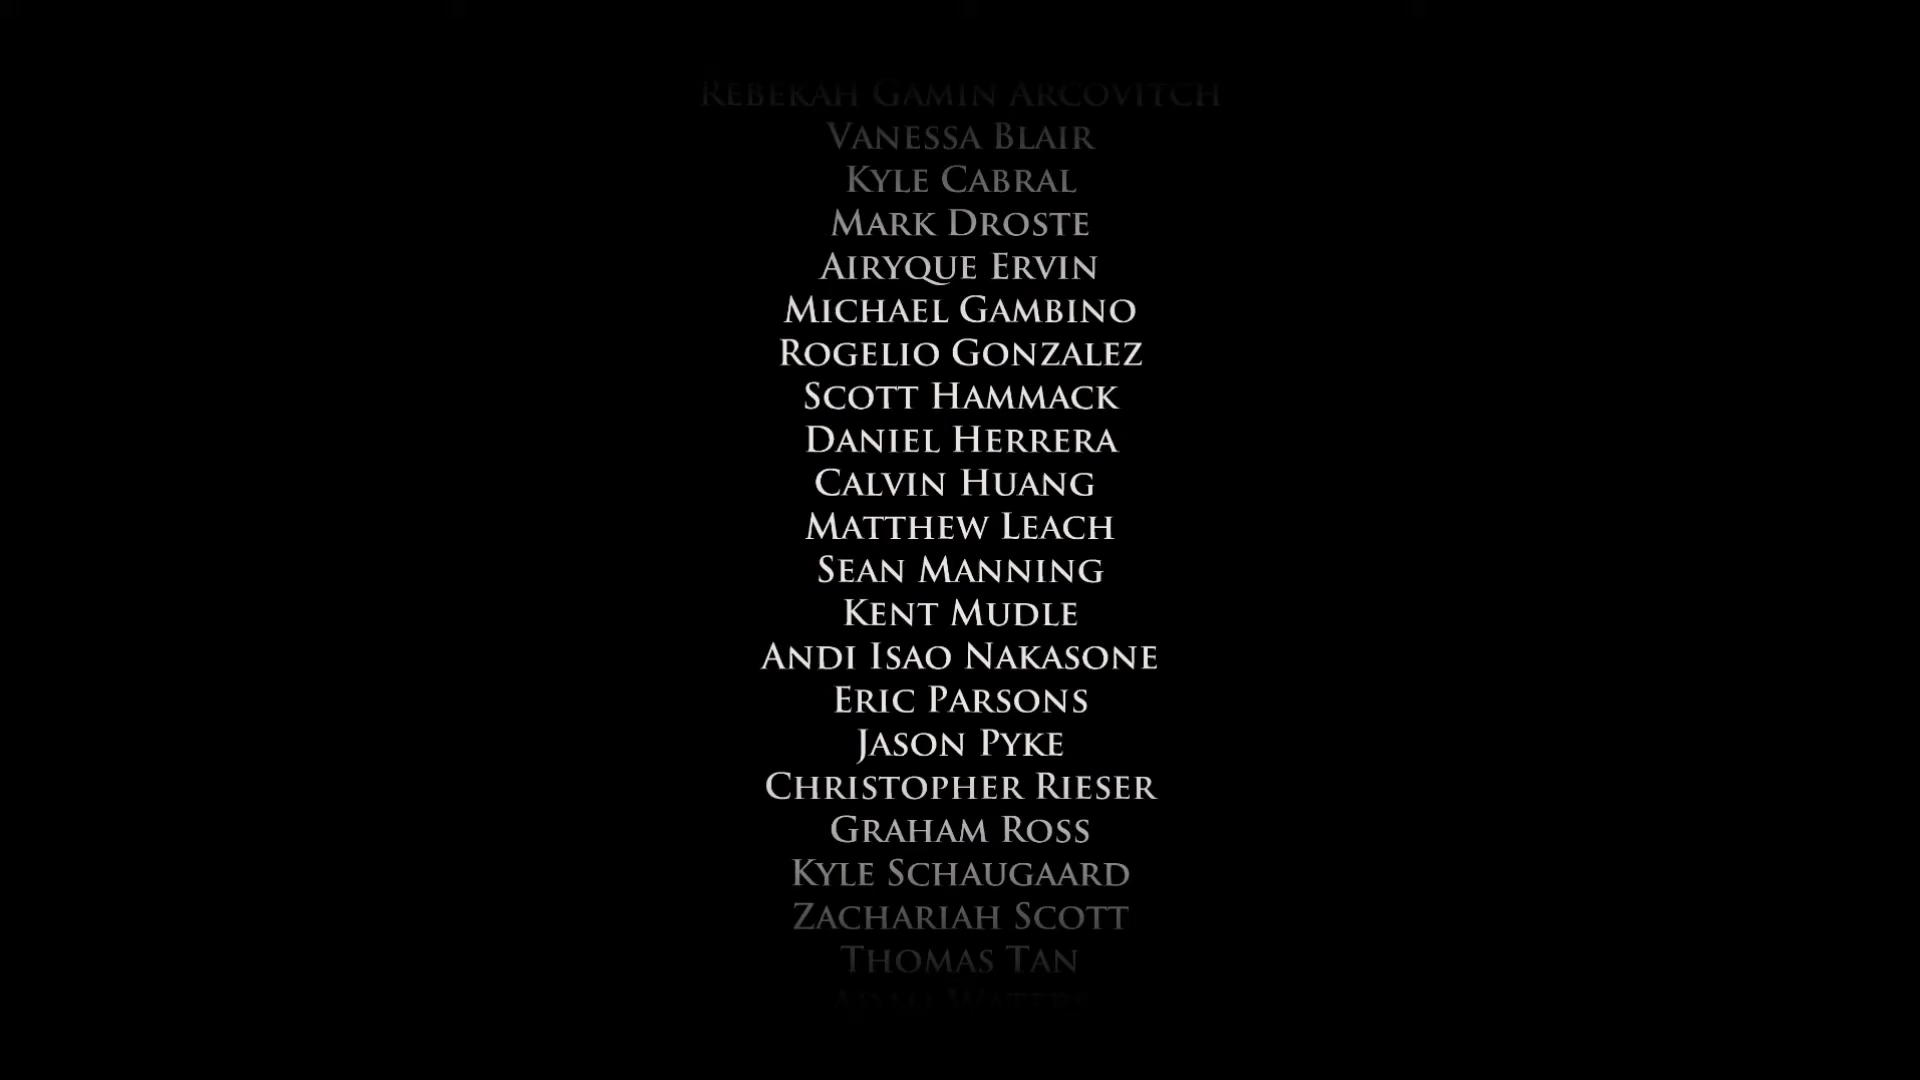 Rebekah Gamin Arcovitch
Vanessa Blair
Kyle Cabral
Mark Droste
Airyque Ervin
Michael Gambino
Rogelio Gonzalez
Scott Hammack
Daniel Herrera
Calvin Huang
Matthew Leach
Sean Manning
Kent Mudle
Andi Isao Nakasone
Eric Parsons
Jason Pyke
Christopher Rieser
Graham Ross
Kyle Schaugaard
Zachariah Scott
Thomas Tan